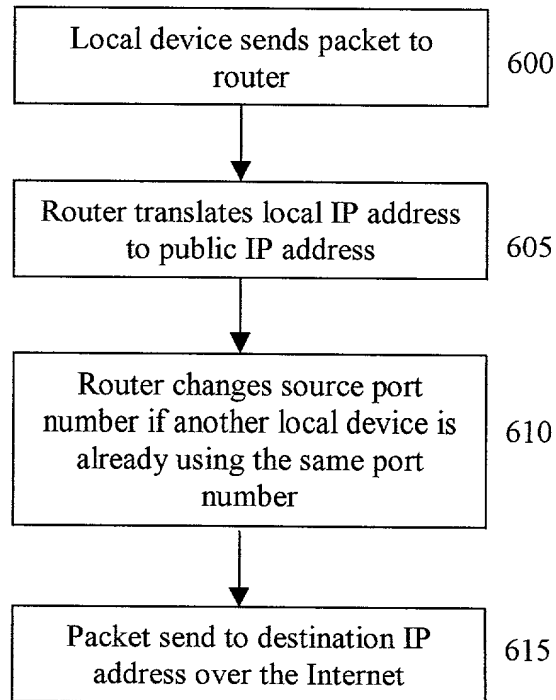 Local device sends packet to
router
600
Router translates local IP address
to public IP address
605
Router changes source port
number if another local device is
already using the same port
number
610
Packet send to destination IP
address over the Internet
615